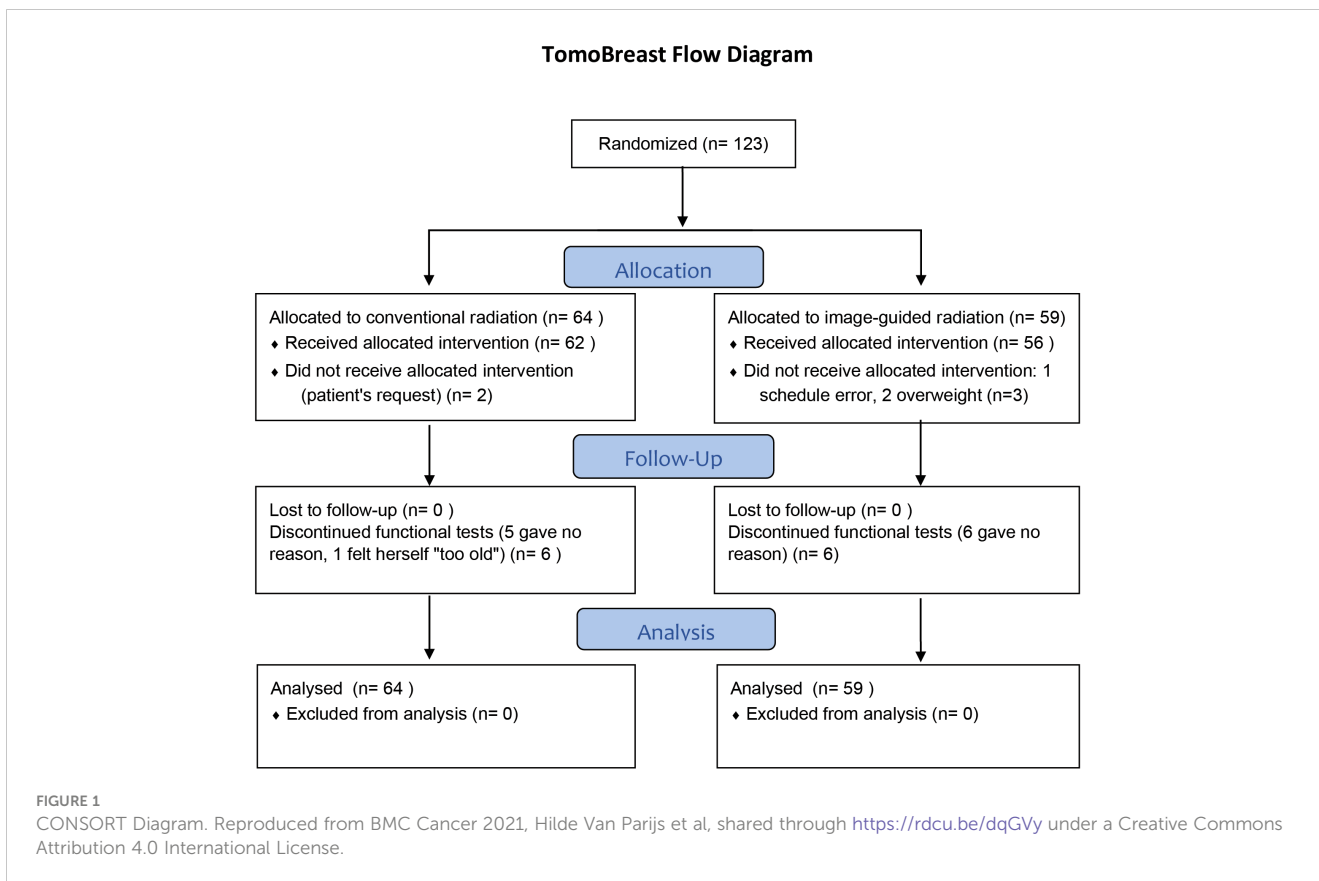 TomoBreast Flow Diagram
Randomized (n= 123)
Allocation
Allocated to conventional radiation (n= 64 )
♦ Received allocated intervention (n= 62 )
♦ Did not receive allocated intervention
(patient's request) (n= 2)
Allocated to image-guided radiation (n= 59)
♦ Received allocated intervention (n= 56 )
♦ Did not receive allocated intervention: 1
schedule error, 2 overweight (n=3)
Follow-Up
Lost to follow-up (n= 0 )
Discontinued functional tests (5 gave no
reason, 1 felt herself "too old") (n= 6 )
Lost to follow-up (n= 0 )
Discontinued functional tests (6 gave no
reason) (n= 6)
Analysis
Analysed  (n= 64 )
♦ Excluded from analysis (n= 0)
Analysed  (n= 59 )
♦ Excluded from analysis (n= 0)
FIGURE 1
CONSORT Diagram. Reproduced from BMC Cancer 2021, Hilde Van Parijs et al, shared through https://rdcu.be/dqGVy under a Creative Commons
Attribution 4.0 International License.